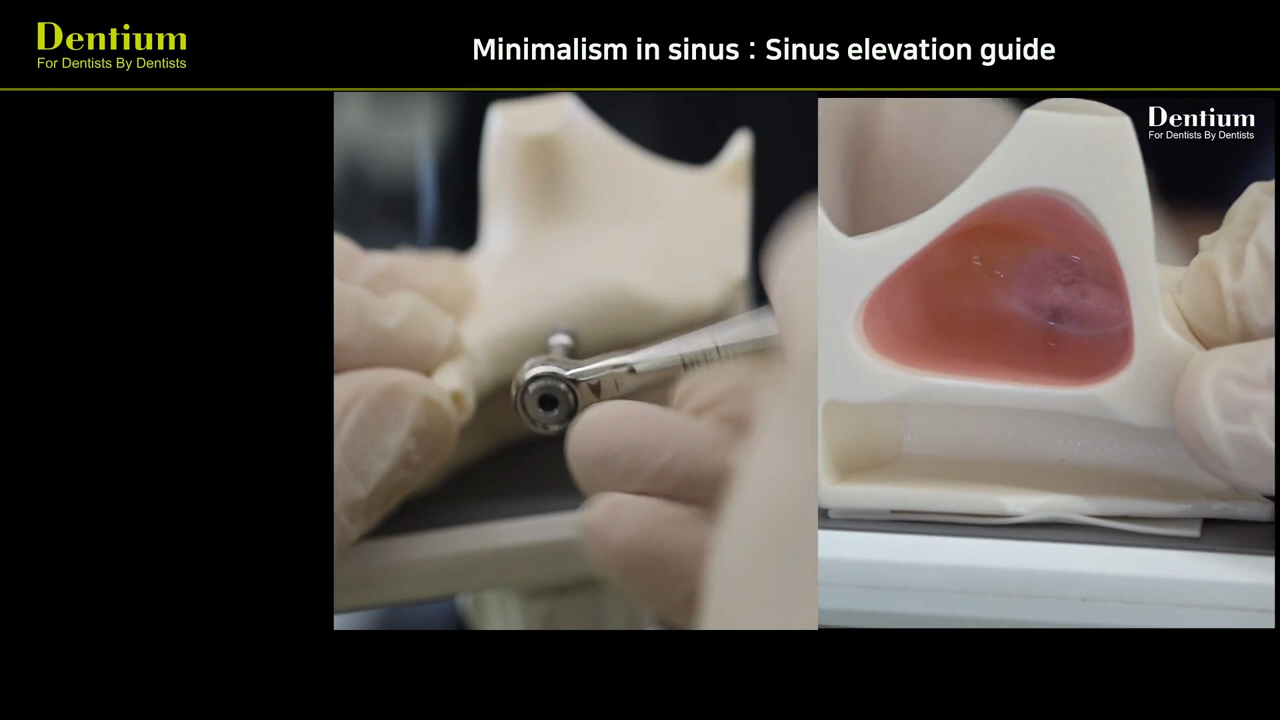 Dentium
For Dentists By Dentists
Minimalism in sinus : Sinus elevation guide
Dentium
For Dentists By Dentists